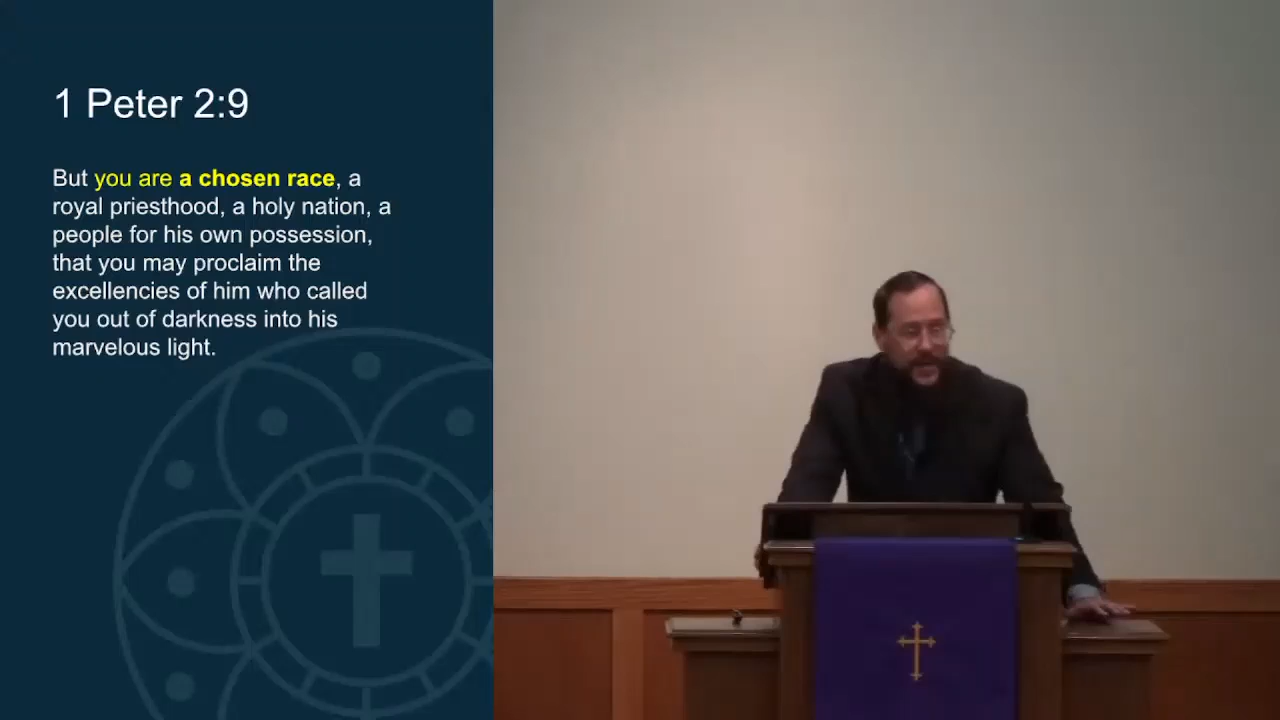 1 Peter 2:9
But you are a chosen race, a
royal priesthood, a holy nation, a
people for his own possession,
that you may proclaim the
excellencies of him who called
you out of darkness into his
marvelous light.